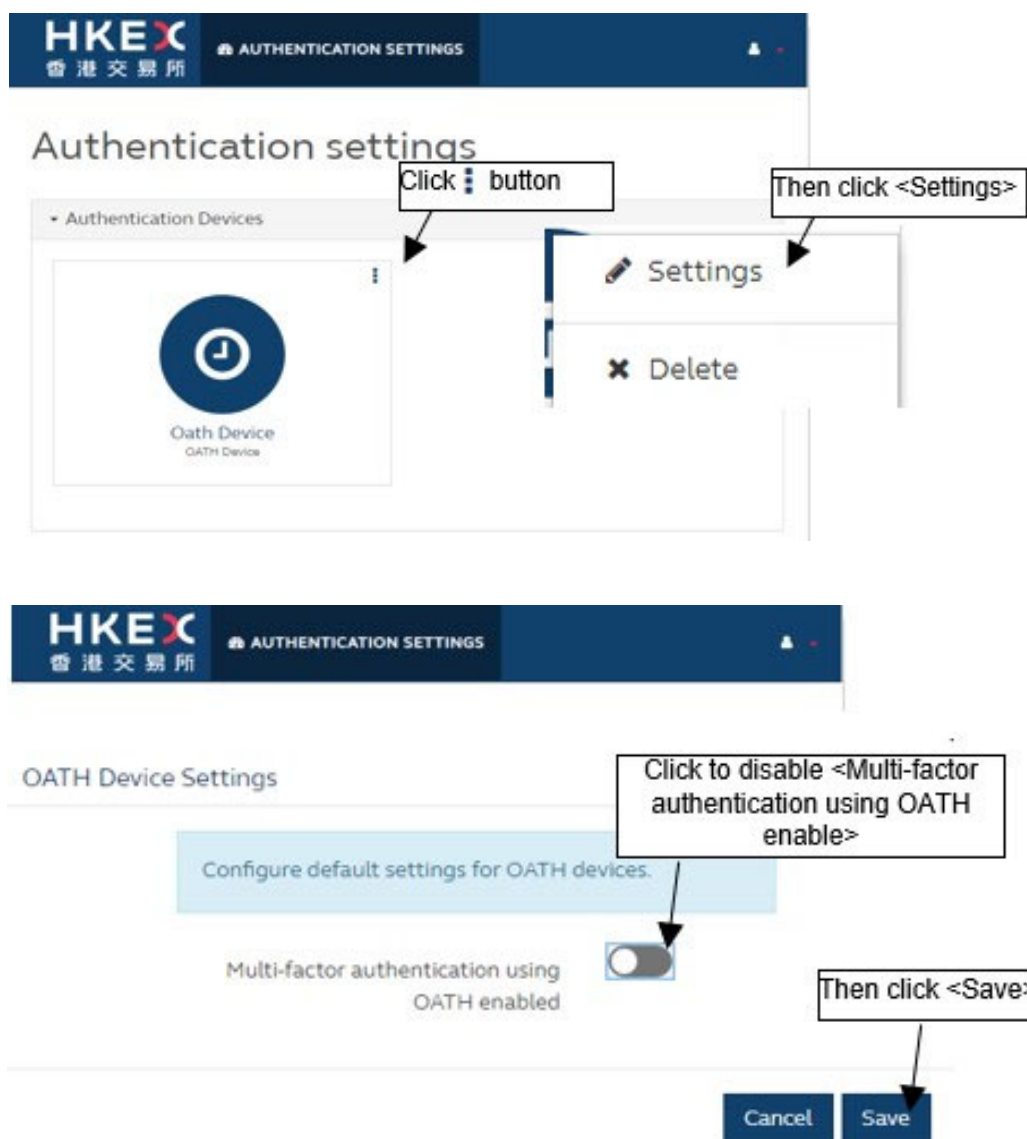 HKEX
香港交易所
AUTHENTICATION SETTINGS
Authentication settings
Click ⋮ button
Then click <Settings>
Authentication Devices
Settings
Delete
Oath Device
OATH Device
HKEX
香港交易所
AUTHENTICATION SETTINGS
OATH Device Settings
Click to disable <Multi-factor
authentication using OATH
enable>
Configure default settings for OATH devices.
Multi-factor authentication using
OATH enabled
Then click <Save>
Cancel
Save